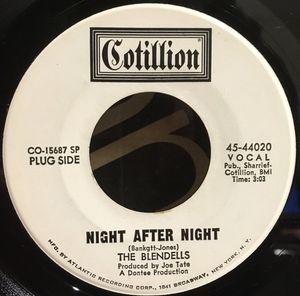 Cotillion
CO-15687 SP
PLUG SIDE
45-44020
VOCAL
Pub., Sharrief-
Cotillion, BMI
Time: 3:03
NIGHT AFTER NIGHT
(Bankgtt-Jones)
THE BLENDELLS
Produced by Joe Tate
A Dontee Production
MFG. BY ATLANTIC RECORDING CORP., 1841 BROADWAY, NEW YORK, N.Y.